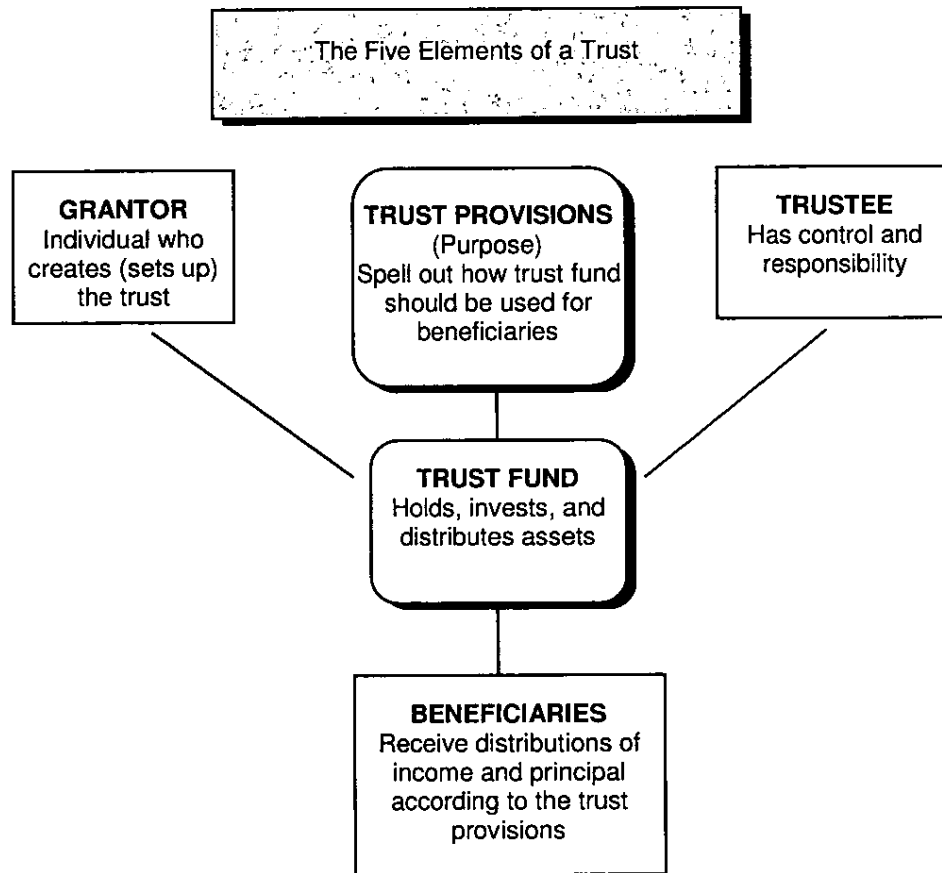 The Five Elements of a Trust
GRANTOR
Individual who
creates (sets up)
the trust
TRUST PROVISIONS
(Purpose)
Spell out how trust fund
should be used for
beneficiaries
TRUSTEE
Has control and
responsibility
TRUST FUND
Holds, invests, and
distributes assets
BENEFICIARIES
Receive distributions of
income and principal
according to the trust
provisions